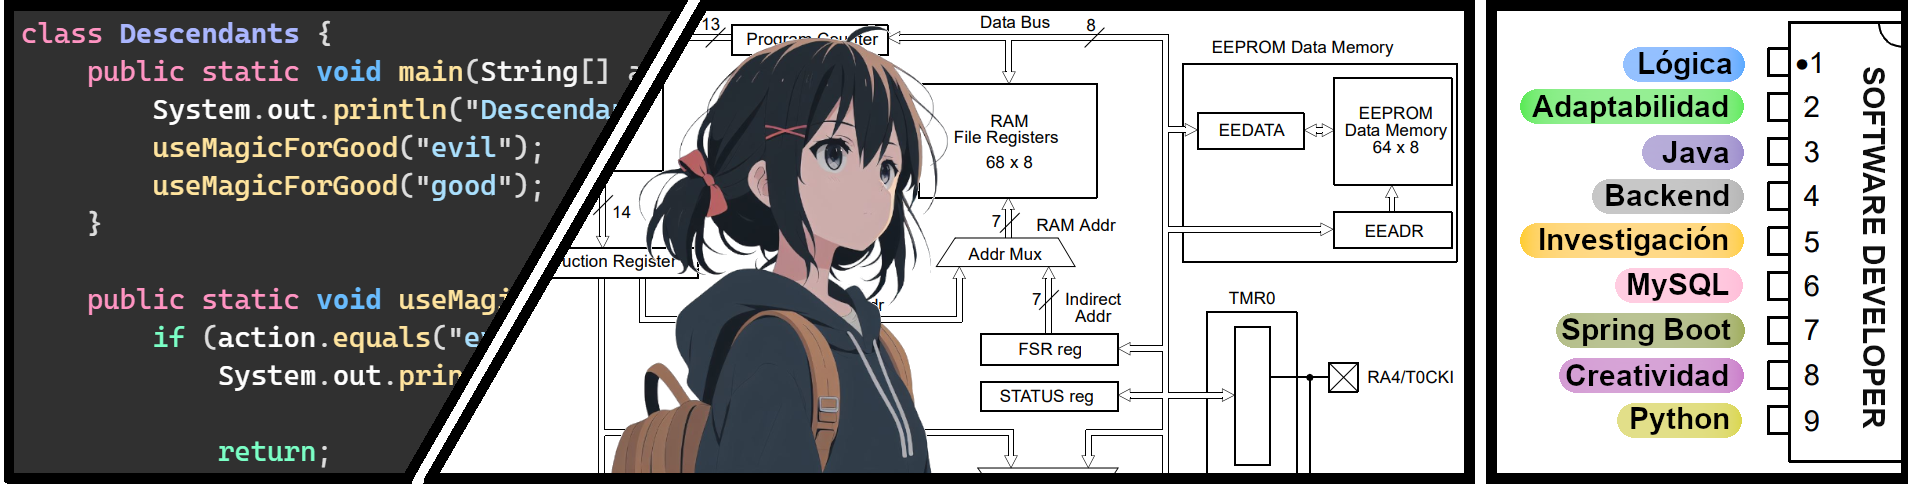 class Descendants {
public static void main(String[]
System.out.println("Descenda
useMagicForGood("evil");
useMagicForGood("good");
}
public static void useMagi
if (action.equals("e
System.out.prin
return;
13
Program Counter
Data Bus
8
RAM
File Registers
68 x 8
14
7
RAM Addr
Addr Mux
uction Register
7
Indirect
Addr
FSR reg
STATUS reg
EEPROM Data Memory
EEDATA
EEPROM
Data Memory
64 x 8
EEADR
TMR0
RA4/T0CKI
Lógica
Adaptabilidad
Java
Backend
Investigación
MySQL
Spring Boot
Creatividad
Python
1
2
3
4
5
6
7
8
9
SOFTWARE DEVELOPER